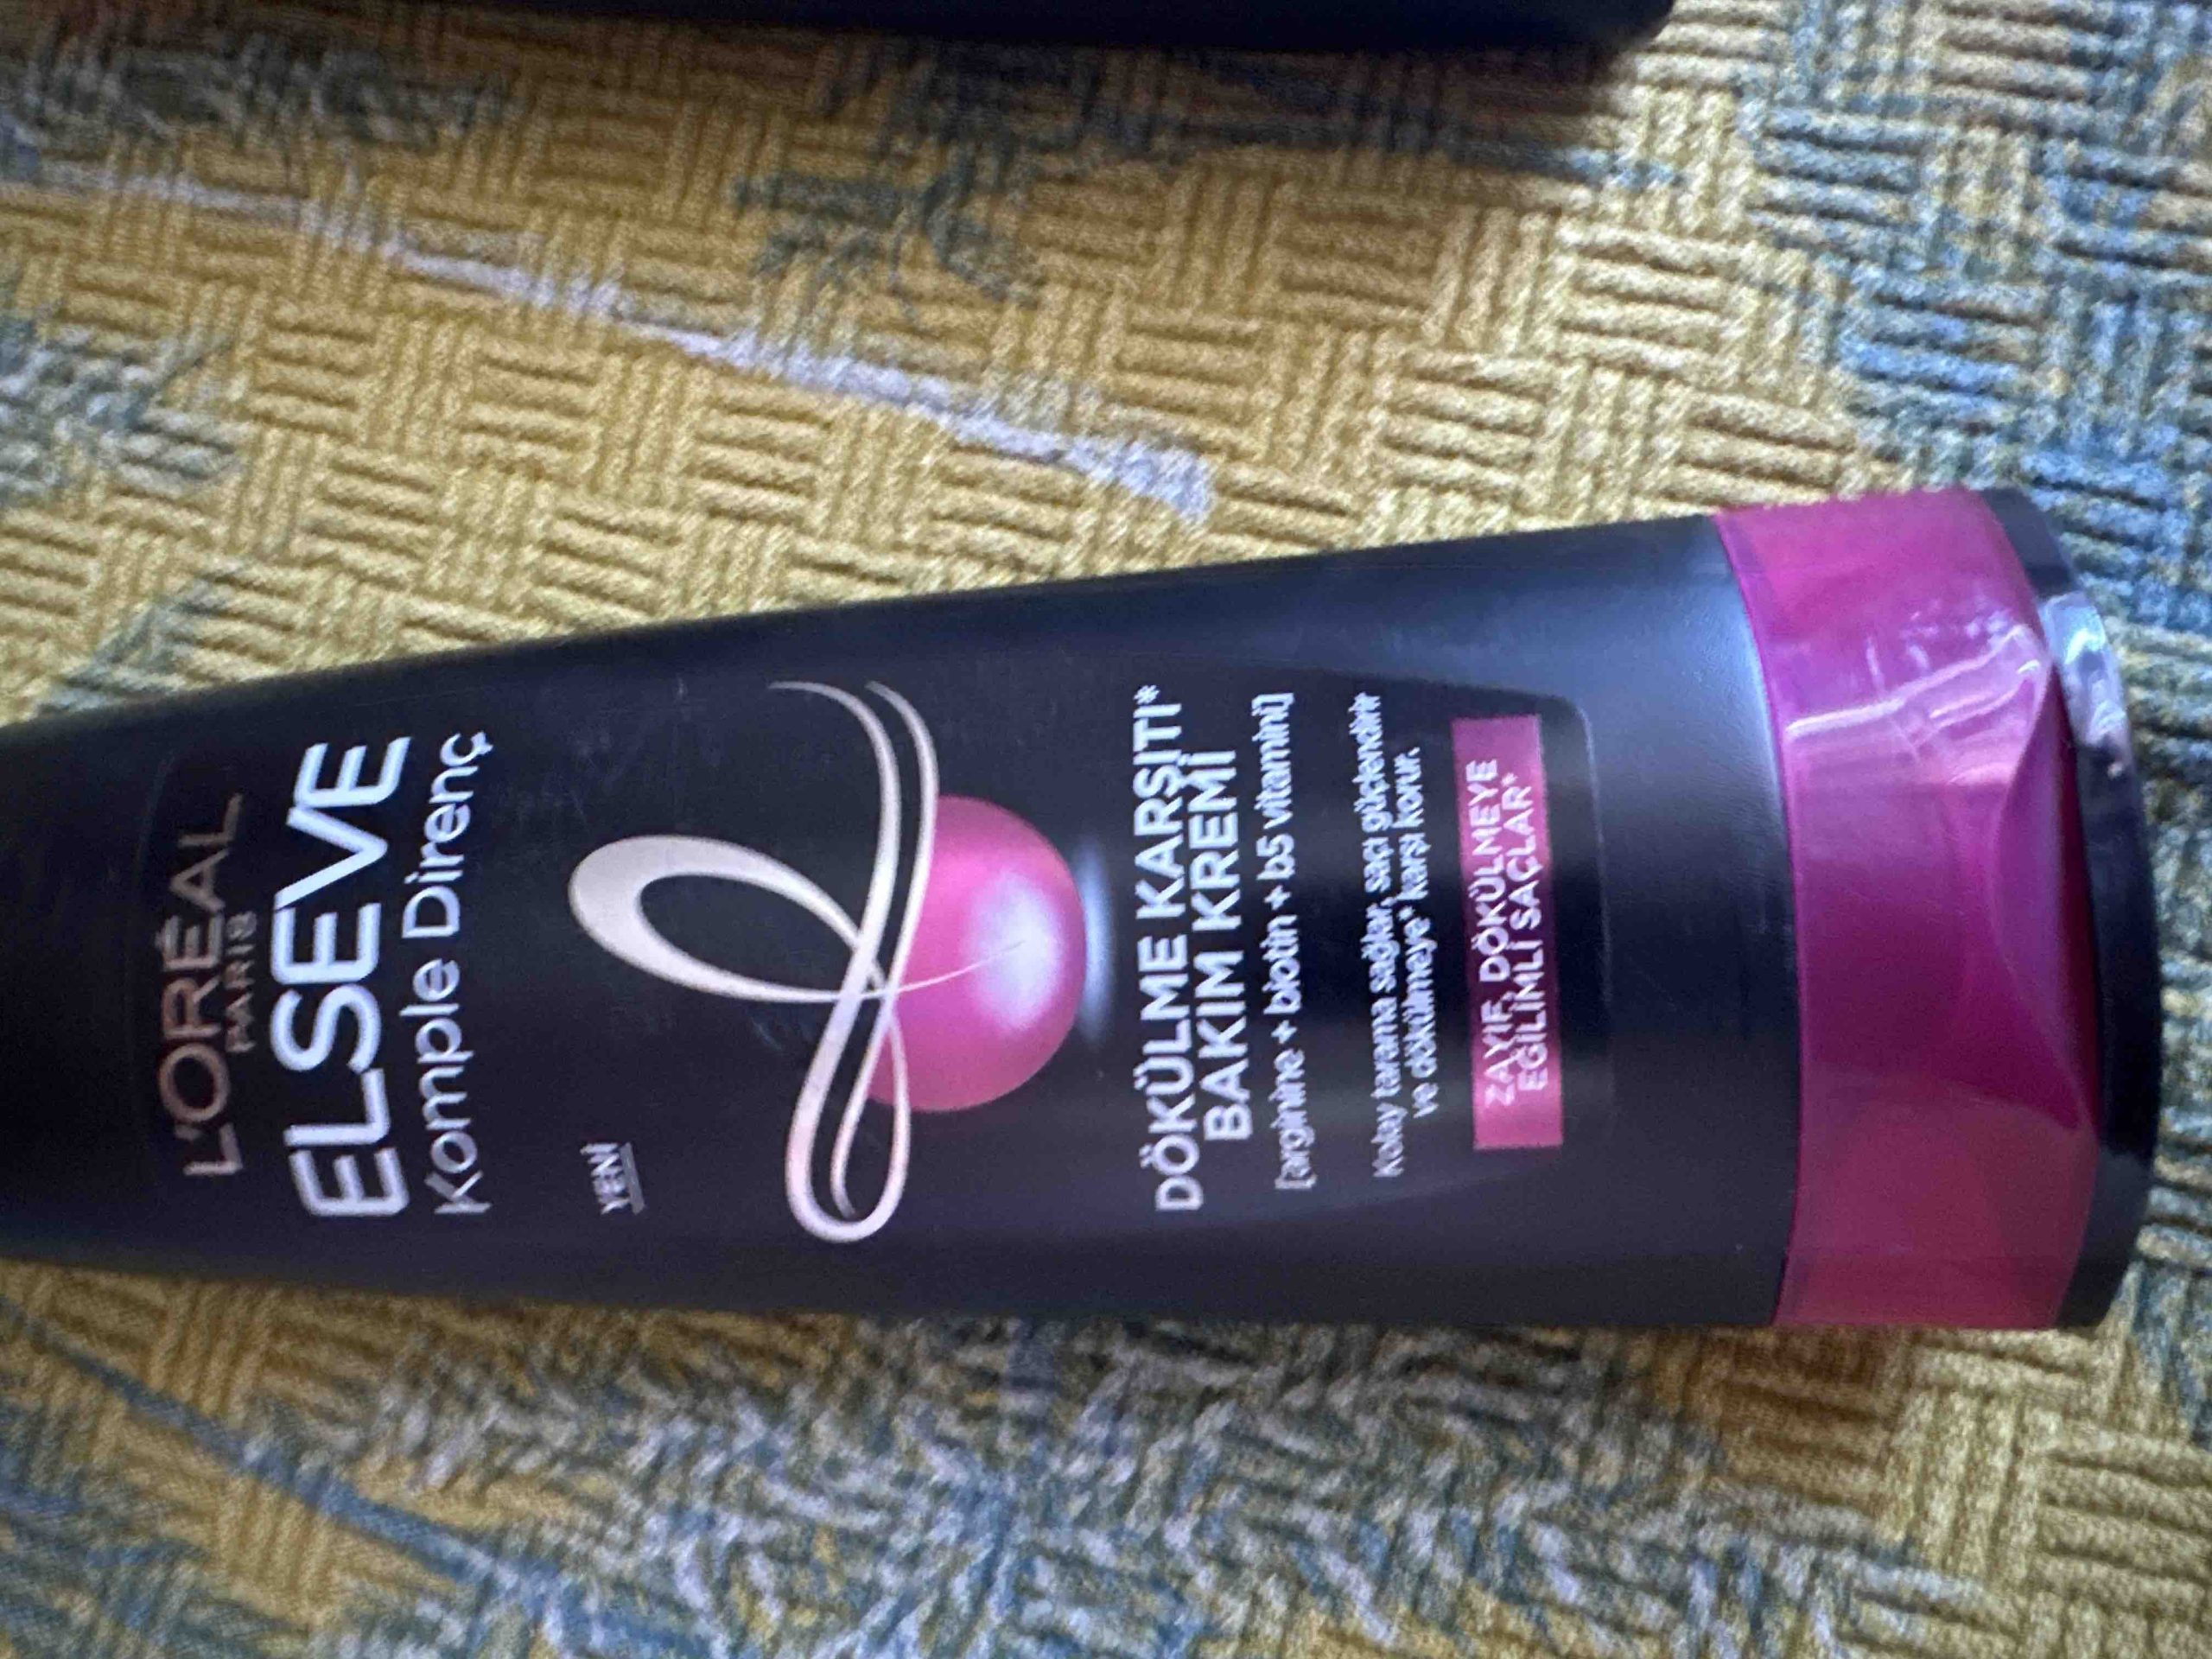 L'ORÉAL
PARIS
ELSEVE
Komple Direnç
YENİ
DÖKÜLME KARŞITI*
BAKIM KREMİ
[arginine + biotin + b5 vitamini]
Kolay tarama sağlar, saçı güçlendirir
ve dökülmeye* karşı korur.
ZAYIF, DÖKÜLMEYE
EĞİLİMLİ SAÇLAR*